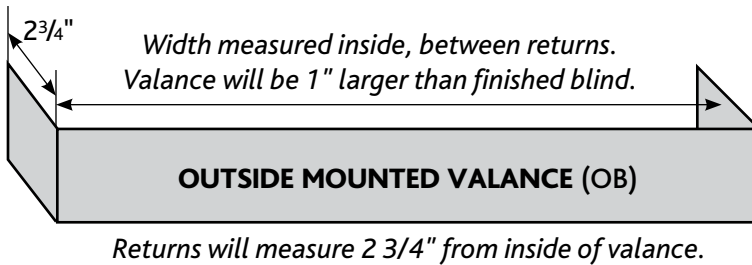 2³/⁴"
Width measured inside, between returns.
Valance will be 1" larger than finished blind.
OUTSIDE MOUNTED VALANCE (OB)
Returns will measure 2 3/4" from inside of valance.